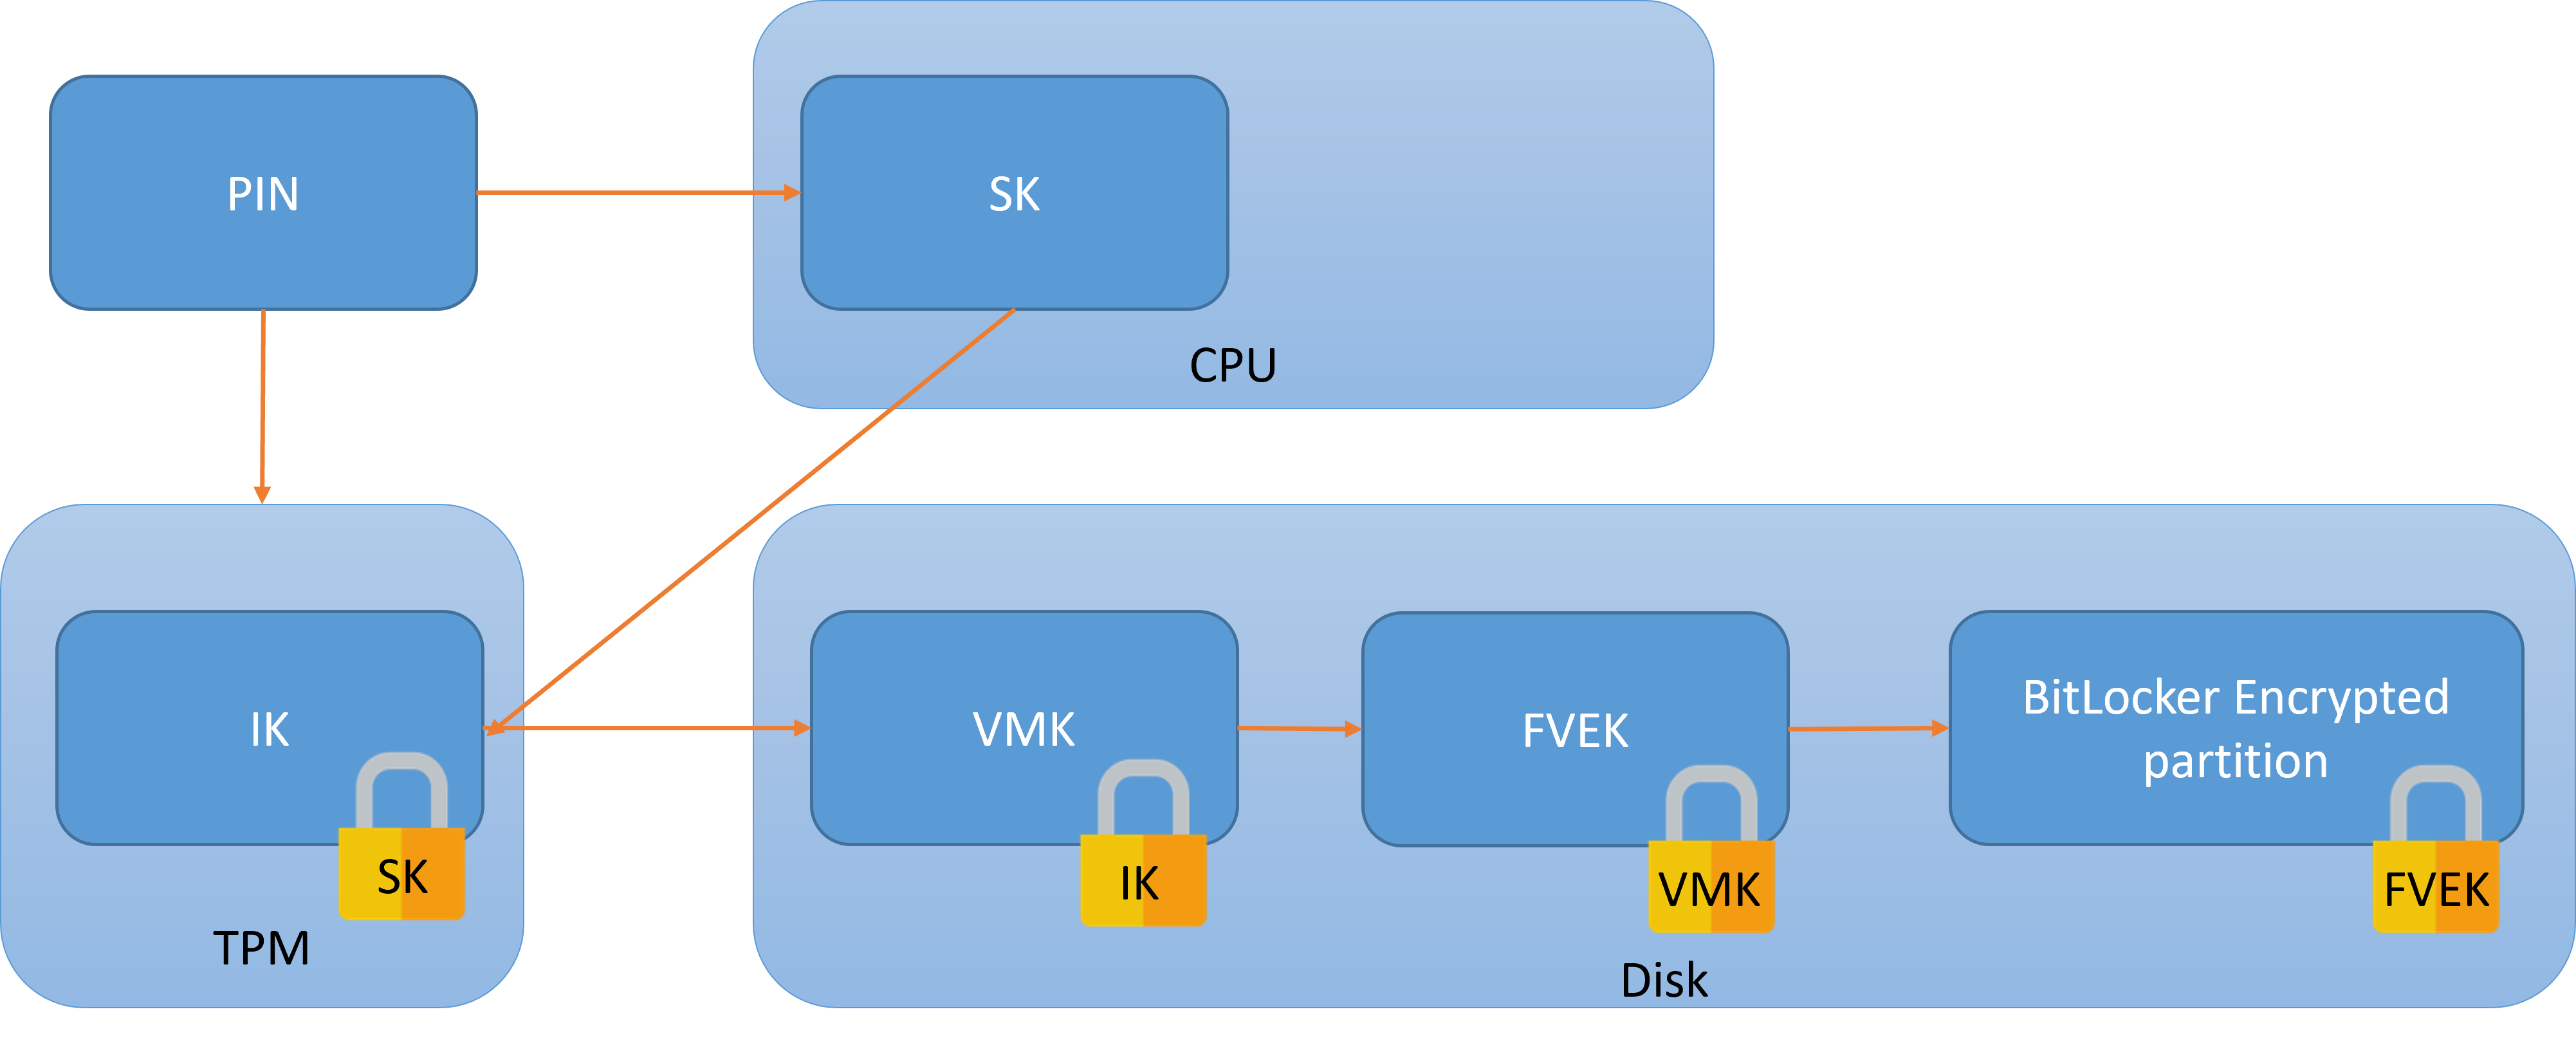 PIN
SK
CPU
IK
SK
TPM
VMK
IK
FVEK
VMK
BitLocker Encrypted
partition
FVEK
Disk